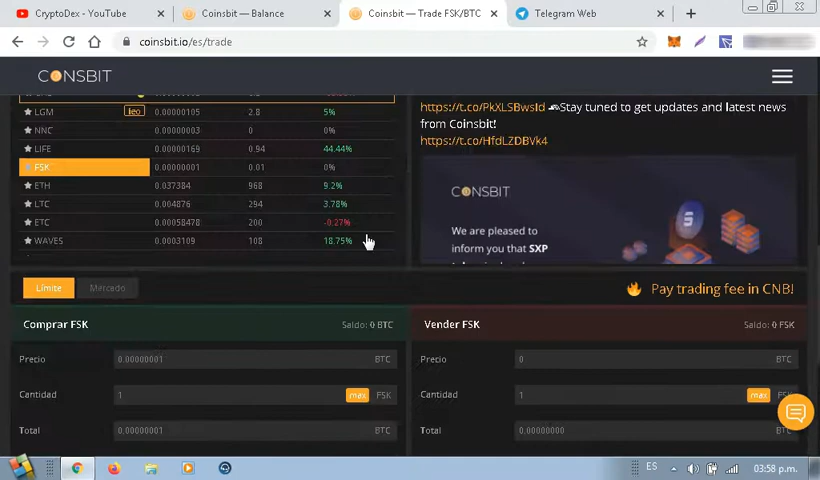 CryptoDex - YouTube
Coinsbit — Balance
Coinsbit — Trade FSK/BTC
Telegram Web
coinsbit.io/es/trade
COINSBIT
LGM leo 0.00000105 2.8 5%
NNC 0.00000003 0 0%
LIFE 0.00000169 0.94 44.44%
FSK 0.00000001 0.01 0%
ETH 0.037384 968 9.2%
LTC 0.004876 294 3.78%
ETC 0.00058478 200 -0.27%
WAVES 0.0003109 108 18.75%
https://t.co/PkXLSBwsId Stay tuned to get updates and latest news
from Coinsbit!
https://t.co/HfdLZDBVk4
COINSBIT
We are pleased to
inform you that SXP
Límite
Mercado
Pay trading fee in CNB!
Comprar FSK
Saldo: 0 BTC
Precio 0.00000001 BTC
Cantidad 1 max FSK
Total 0.00000001 BTC
Vender FSK
Saldo: 0 FSK
Precio 0 BTC
Cantidad 1 max FSK
Total 0.00000000 BTC
ES
03:58 p.m.